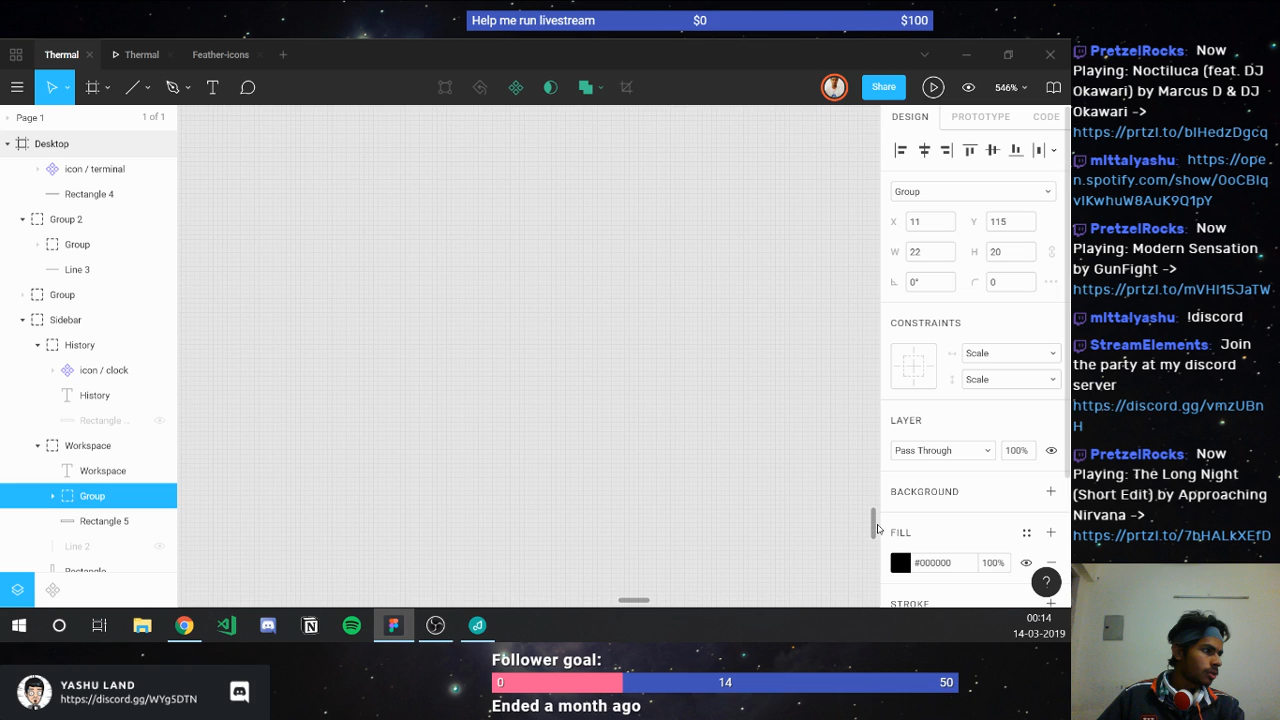 Help me run livestream $0 $100
Thermal
Thermal
Feather-icons
Share
546%
Page 1
1 of 1
Desktop
icon / terminal
Rectangle 4
Group 2
Group
Line 3
Group
Sidebar
History
icon / clock
History
Rectangle ...
Workspace
Workspace
Group
Rectangle 5
Line 2
Rectangle
DESIGN PROTOTYPE CODE
Group
X 11 Y 115
W 22 H 20
0° 0
CONSTRAINTS
Scale
Scale
LAYER
Pass Through 100%
BACKGROUND
FILL
#000000 100%
STROKE
?
00:14
14-03-2019
PretzelRocks: Now
Playing: Noctiluca (feat. DJ
Okawari) by Marcus D & DJ
Okawari ->
https://prtzl.to/blHedzDgcq
mittalyashu: https://ope
n.spotify.com/show/0oCBlq
vlKwhuW8AuK9Q1pY
PretzelRocks: Now
Playing: Modern Sensation
by GunFight ->
https://prtzl.to/mVHl15JaTW
mittalyashu: !discord
StreamElements: Join
the party at my discord
server
https://discord.gg/vmzUBn
H
PretzelRocks: Now
Playing: The Long Night
(Short Edit) by Approaching
Nirvana ->
https://prtzl.to/7bHALkXEfD
YASHU LAND
https://discord.gg/WYg5DTN
Follower goal:
0 14 50
Ended a month ago